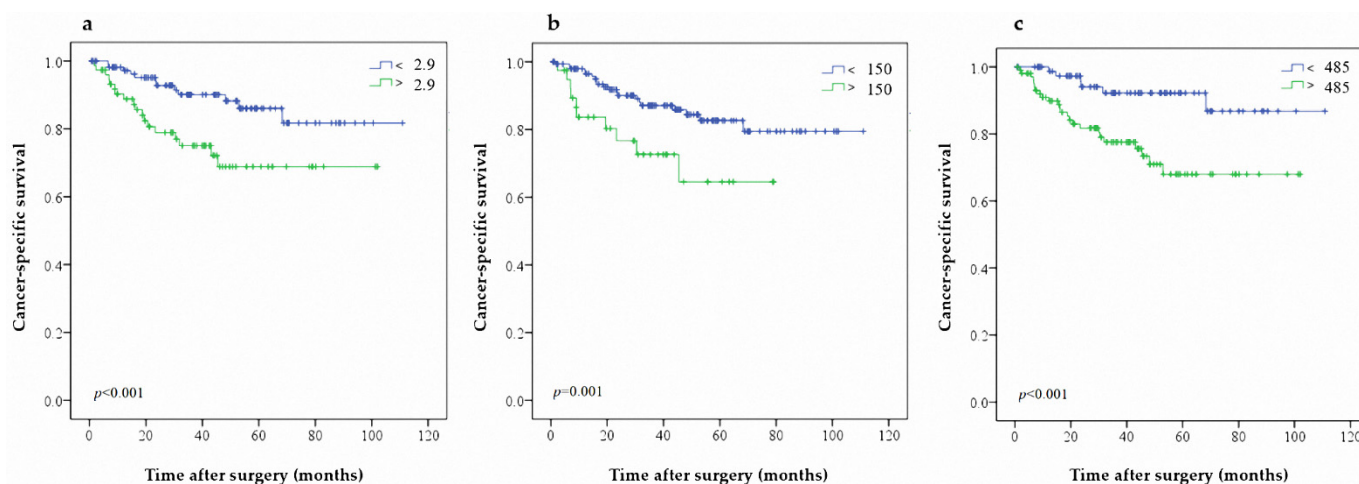 a
Cancer-specific survival
1.0
0.8
0.6
0.4
0.2
0.0
< 2.9
> 2.9
p<0.001
0 20 40 60 80 100 120
Time after surgery (months)
b
Cancer-specific survival
1.0
0.8
0.6
0.4
0.2
0.0
< 150
> 150
p=0.001
0 20 40 60 80 100 120
Time after surgery (months)
c
Cancer-specific survival
1.0
0.8
0.6
0.4
0.2
0.0
< 485
> 485
p<0.001
0 20 40 60 80 100 120
Time after surgery (months)